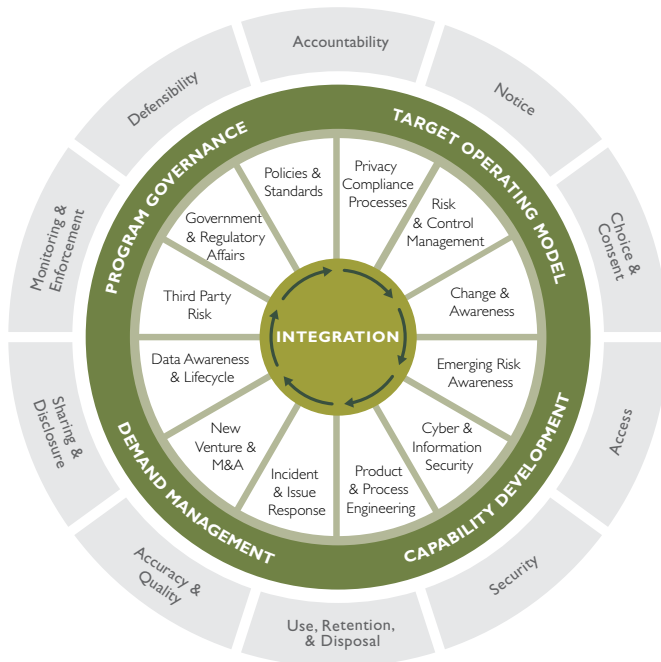 Accountability
Notice
Choice &
Consent
Access
Security
Use, Retention,
& Disposal
Accuracy &
Quality
Sharing &
Disclosure
Monitoring &
Enforcement
Defensibility
PROGRAM GOVERNANCE
TARGET OPERATING MODEL
CAPABILITY DEVELOPMENT
DEMAND MANAGEMENT
Privacy
Compliance
Processes
Risk
& Control
Management
Change &
Awareness
Emerging Risk
Awareness
Cyber &
Information
Security
Product
& Process
Engineering
Incident
& Issue
Response
New
Venture &
M&A
Data Awareness
& Lifecycle
Third Party
Risk
Government
& Regulatory
Affairs
Policies &
Standards
INTEGRATION